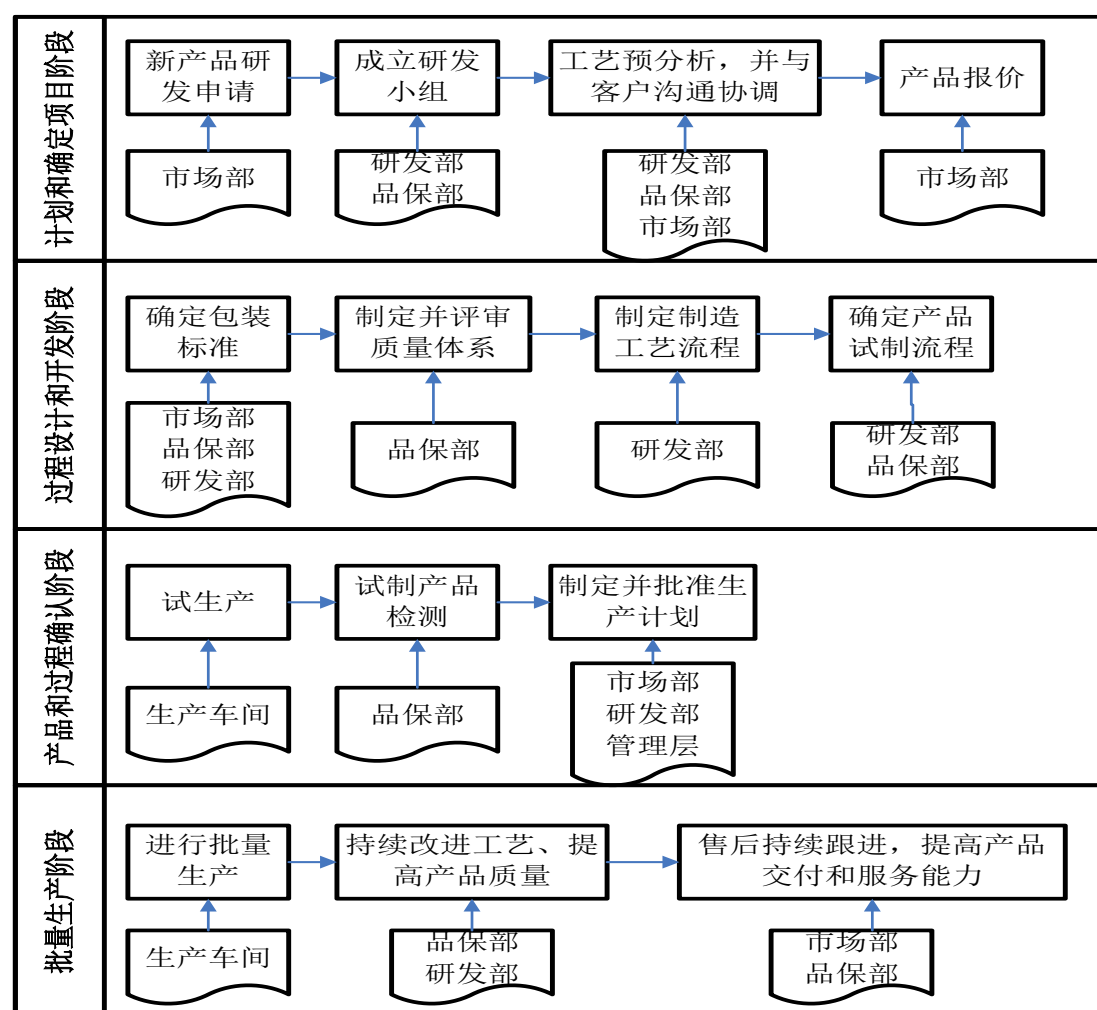 计划和确定项目阶段
新产品研
发申请
成立研发
小组
工艺预分析，并与
客户沟通协调
产品报价
市场部
研发部
品保部
研发部
品保部
市场部
市场部
过程设计和开发阶段
确定包装
标准
制定并评审
质量体系
制定制造
工艺流程
确定产品
试制流程
市场部
品保部
研发部
品保部
研发部
研发部
品保部
产品和过程确认阶段
试生产
试制产品
检测
制定并批准生
产计划
生产车间
品保部
市场部
研发部
管理层
批量生产阶段
进行批量
生产
持续改进工艺、提
高产品质量
售后持续跟进，提高产品
交付和服务能力
生产车间
品保部
研发部
市场部
品保部